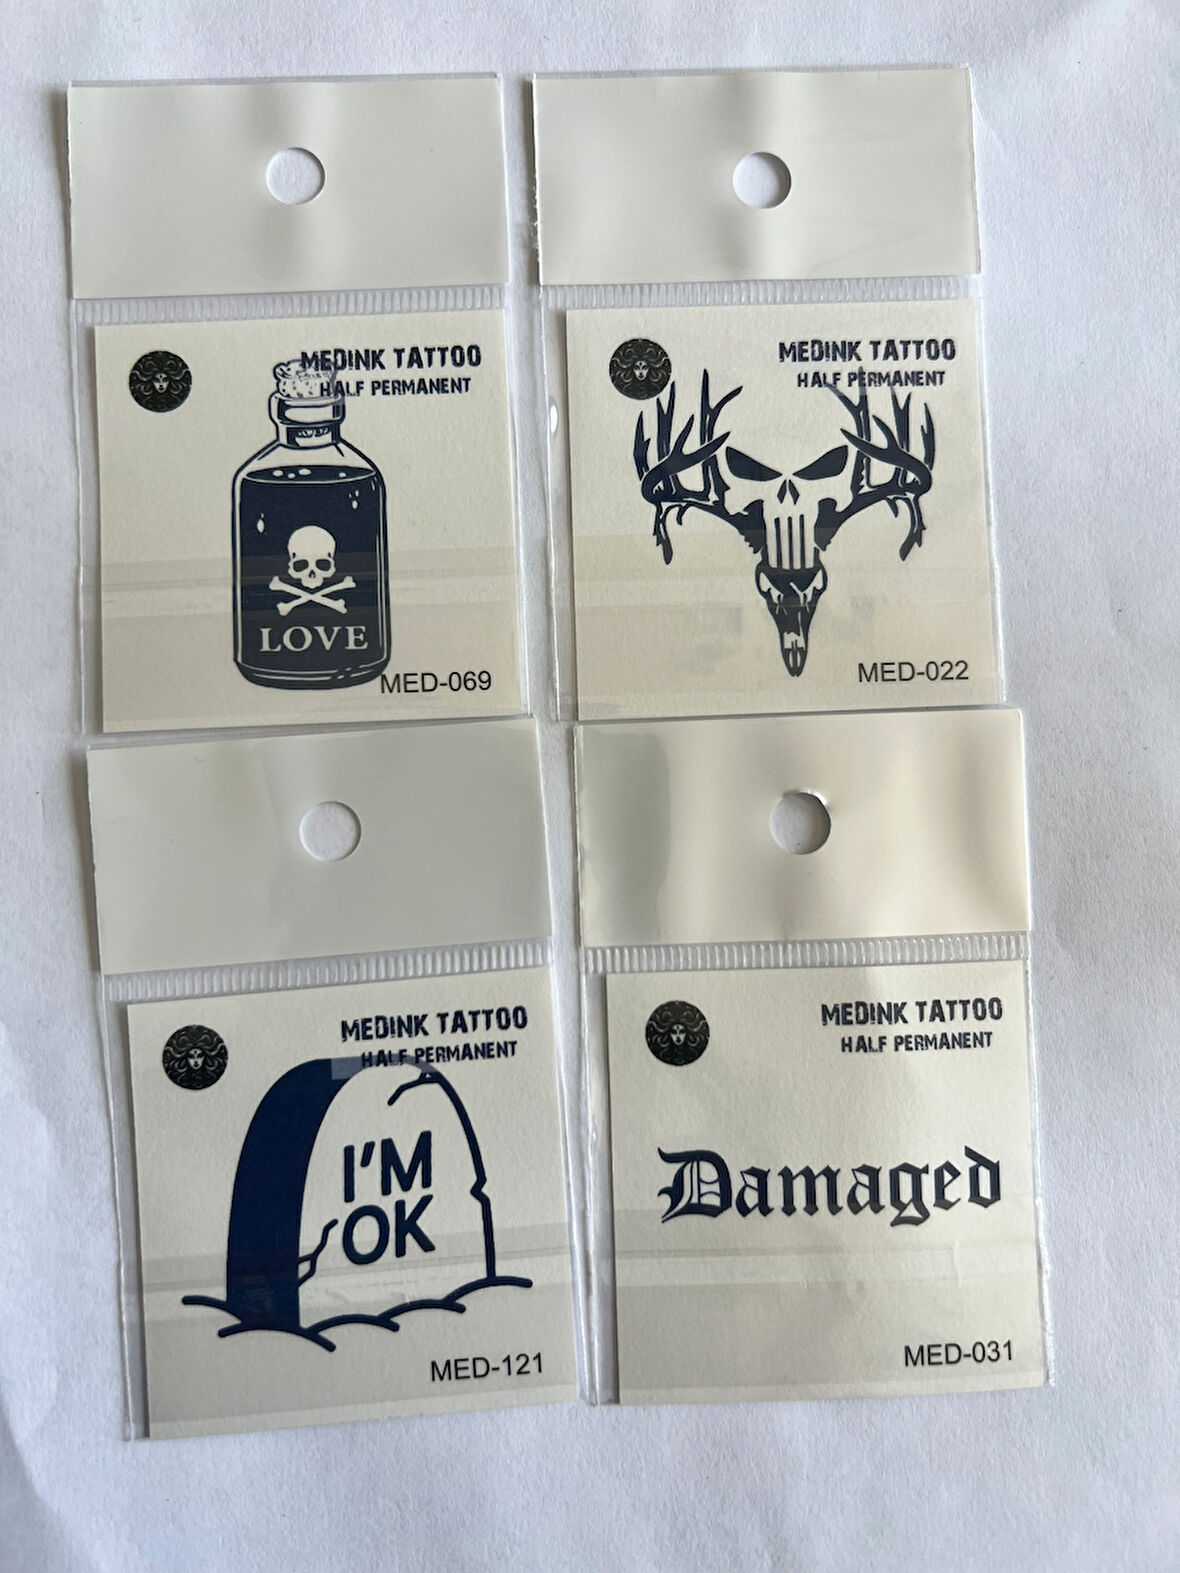 MEDINK TATTOO
HALF PERMANENT
LOVE
MED-069
MEDINK TATTOO
HALF PERMANENT
MED-022
MEDINK TATTOO
HALF PERMANENT
I'M
OK
MED-121
MEDINK TATTOO
HALF PERMANENT
Damaged
MED-031